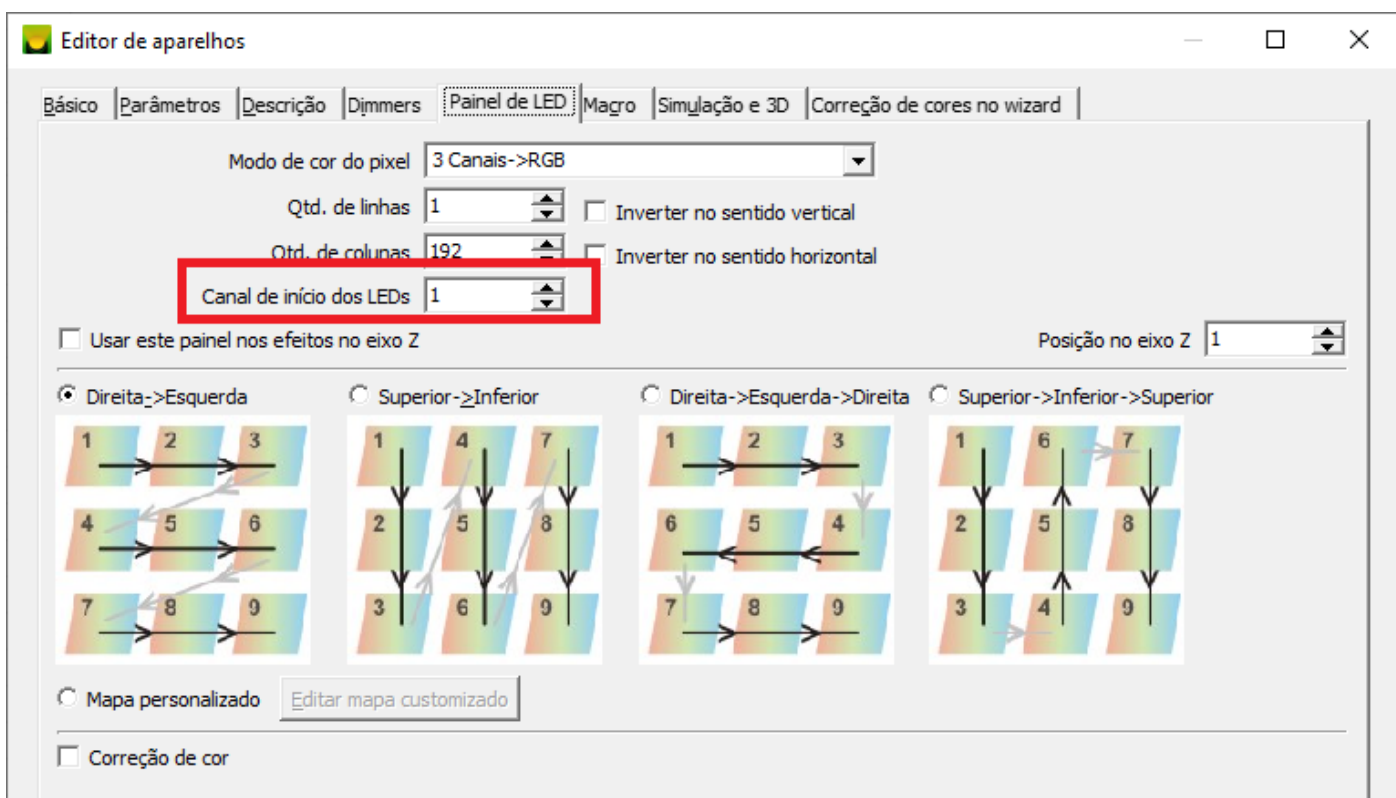 Editor de aparelhos
Básico Parâmetros Descrição Dimmers Painel de LED Macro Simulação e 3D Correção de cores no wizard
Modo de cor do pixel 3 Canais->RGB
Qtd. de linhas 1 Inverter no sentido vertical
Qtd. de colunas 192 Inverter no sentido horizontal
Canal de início dos LEDs 1
Usar este painel nos efeitos no eixo Z Posição no eixo Z 1
Direita->Esquerda Superior->Inferior Direita->Esquerda->Direita Superior->Inferior->Superior
1 2 3 1 4 7 1 2 3 1 6 7
4 5 6 2 5 8 6 5 4 2 5 8
7 8 9 3 6 9 7 8 9 3 4 9
Mapa personalizado Editar mapa customizado
Correção de cor